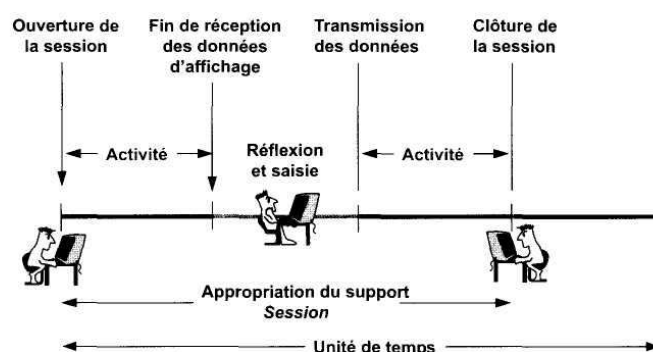 Ouverture de
la session
Fin de réception
des données
d'affichage
Transmission
des données
Clôture de
la session
Activité
Réflexion
et saisie
Activité
Appropriation du support
Session
Unité de temps